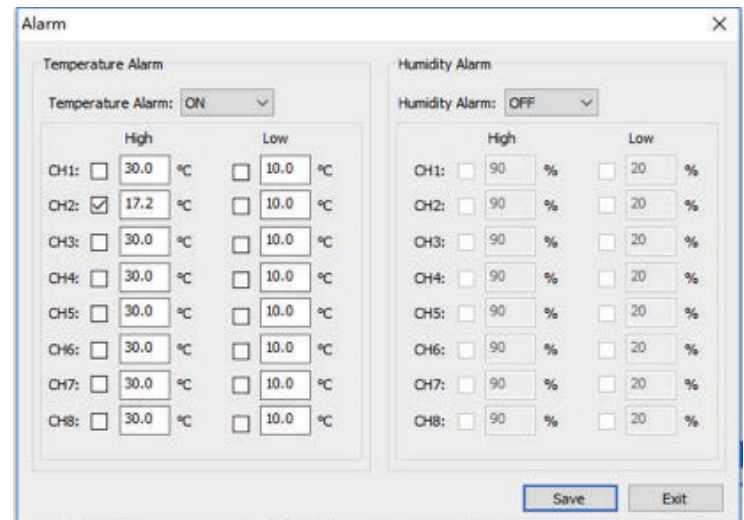 Alarm
Temperature Alarm
Temperature Alarm: ON
High Low
CH1: 30.0 °C 10.0 °C
CH2: 17.2 °C 10.0 °C
CH3: 30.0 °C 10.0 °C
CH4: 30.0 °C 10.0 °C
CH5: 30.0 °C 10.0 °C
CH6: 30.0 °C 10.0 °C
CH7: 30.0 °C 10.0 °C
CH8: 30.0 °C 10.0 °C
Humidity Alarm
Humidity Alarm: OFF
High Low
CH1: 90 % 20 %
CH2: 90 % 20 %
CH3: 90 % 20 %
CH4: 90 % 20 %
CH5: 90 % 20 %
CH6: 90 % 20 %
CH7: 90 % 20 %
CH8: 90 % 20 %
Save Exit